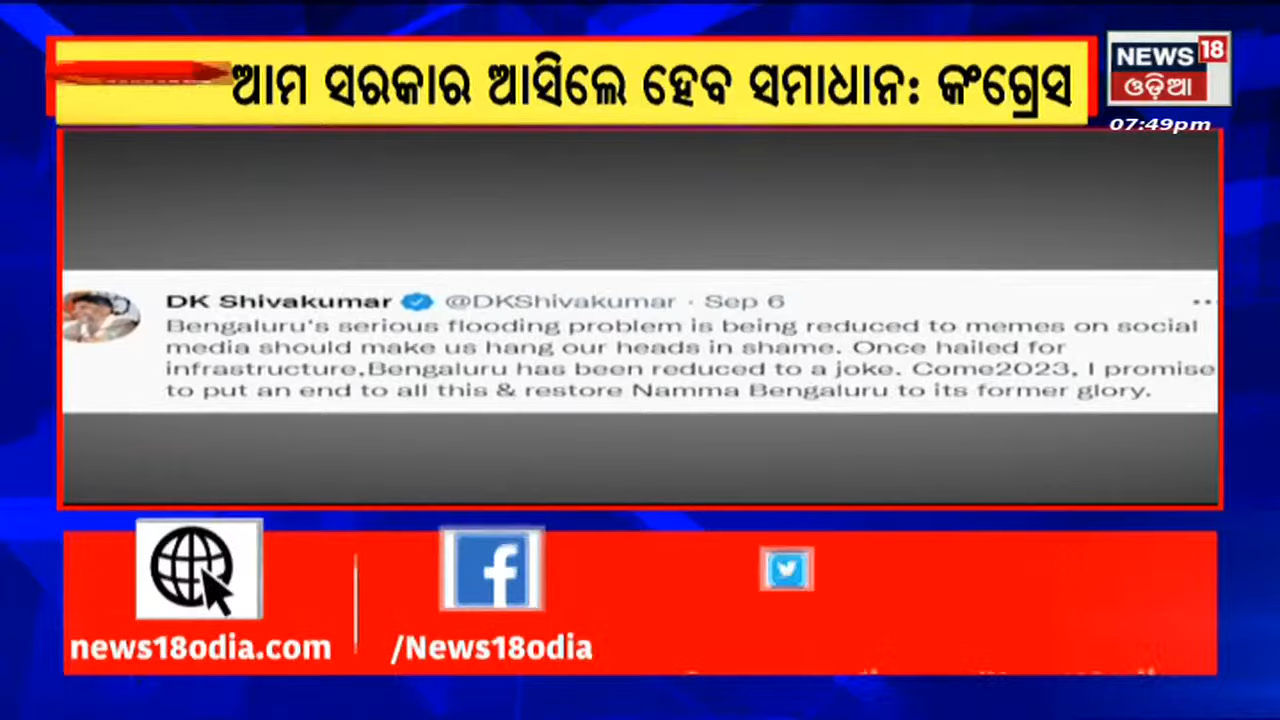 ଆମ ସରକାର ଆସିଲେ ହେବ ସମାଧାନ: କଂଗ୍ରେସ
NEWS 18
ଓଡ଼ିଆ
07:49pm
DK Shivakumar @DKShivakumar · Sep 6
Bengaluru's serious flooding problem is being reduced to memes on social
media should make us hang our heads in shame. Once hailed for
infrastructure,Bengaluru has been reduced to a joke. Come2023, I promise
to put an end to all this & restore Namma Bengaluru to its former glory.
news18odia.com
/News18odia